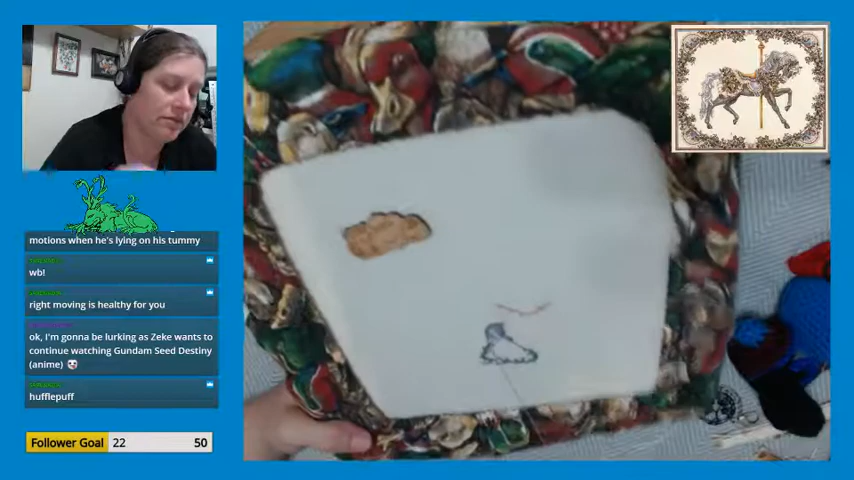 motions when he's lying on his tummy
wb!
right moving is healthy for you
ok, i'm gonna be lurking as Zeke wants to
continue watching Gundam Seed Destiny
(anime)
hufflepuff
Follower Goal 22 50